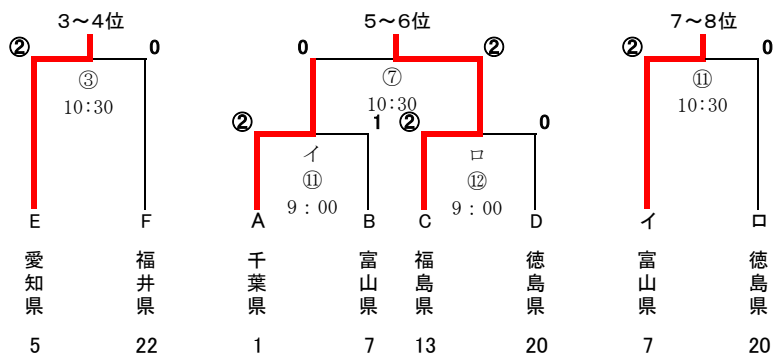 3～4位 5～6位 7～8位
② 0 0 ② ② 0
③ ⑦ ⑪
10:30 10:30 10:30
② 1 ② 0
イ ロ
⑪ ⑫
9：00 9：00
E F A B C D イ ロ
愛知県 福井県 千葉県 富山県 福島県 徳島県 富山県 徳島県
5 22 1 7 13 20 7 20